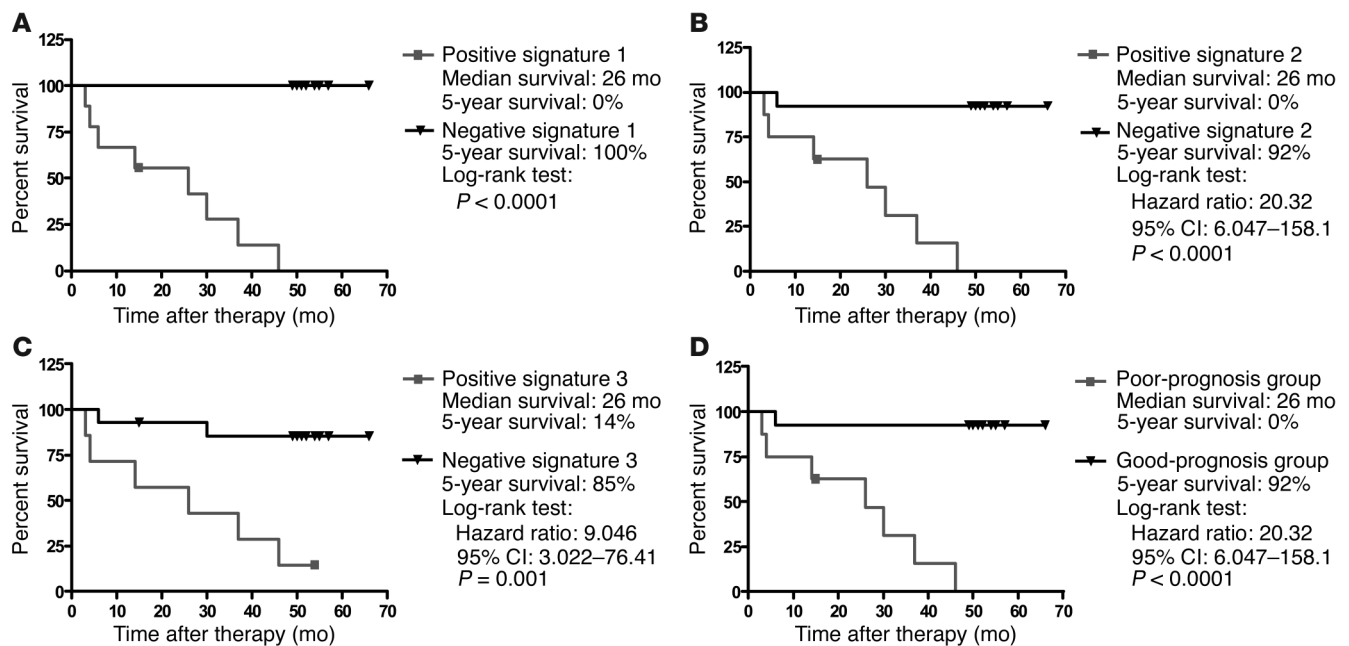 A
125
100
75
50
25
0
Percent survival
0 10 20 30 40 50 60 70
Time after therapy (mo)
Positive signature 1
Median survival: 26 mo
5-year survival: 0%
Negative signature 1
5-year survival: 100%
Log-rank test:
P < 0.0001
B
125
100
75
50
25
0
Percent survival
0 10 20 30 40 50 60 70
Time after therapy (mo)
Positive signature 2
Median survival: 26 mo
5-year survival: 0%
Negative signature 2
5-year survival: 92%
Log-rank test:
Hazard ratio: 20.32
95% CI: 6.047–158.1
P < 0.0001
C
125
100
75
50
25
0
Percent survival
0 10 20 30 40 50 60 70
Time after therapy (mo)
Positive signature 3
Median survival: 26 mo
5-year survival: 14%
Negative signature 3
5-year survival: 85%
Log-rank test:
Hazard ratio: 9.046
95% CI: 3.022–76.41
P = 0.001
D
125
100
75
50
25
0
Percent survival
0 10 20 30 40 50 60 70
Time after therapy (mo)
Poor-prognosis group
Median survival: 26 mo
5-year survival: 0%
Good-prognosis group
5-year survival: 92%
Log-rank test:
Hazard ratio: 20.32
95% CI: 6.047–158.1
P < 0.0001